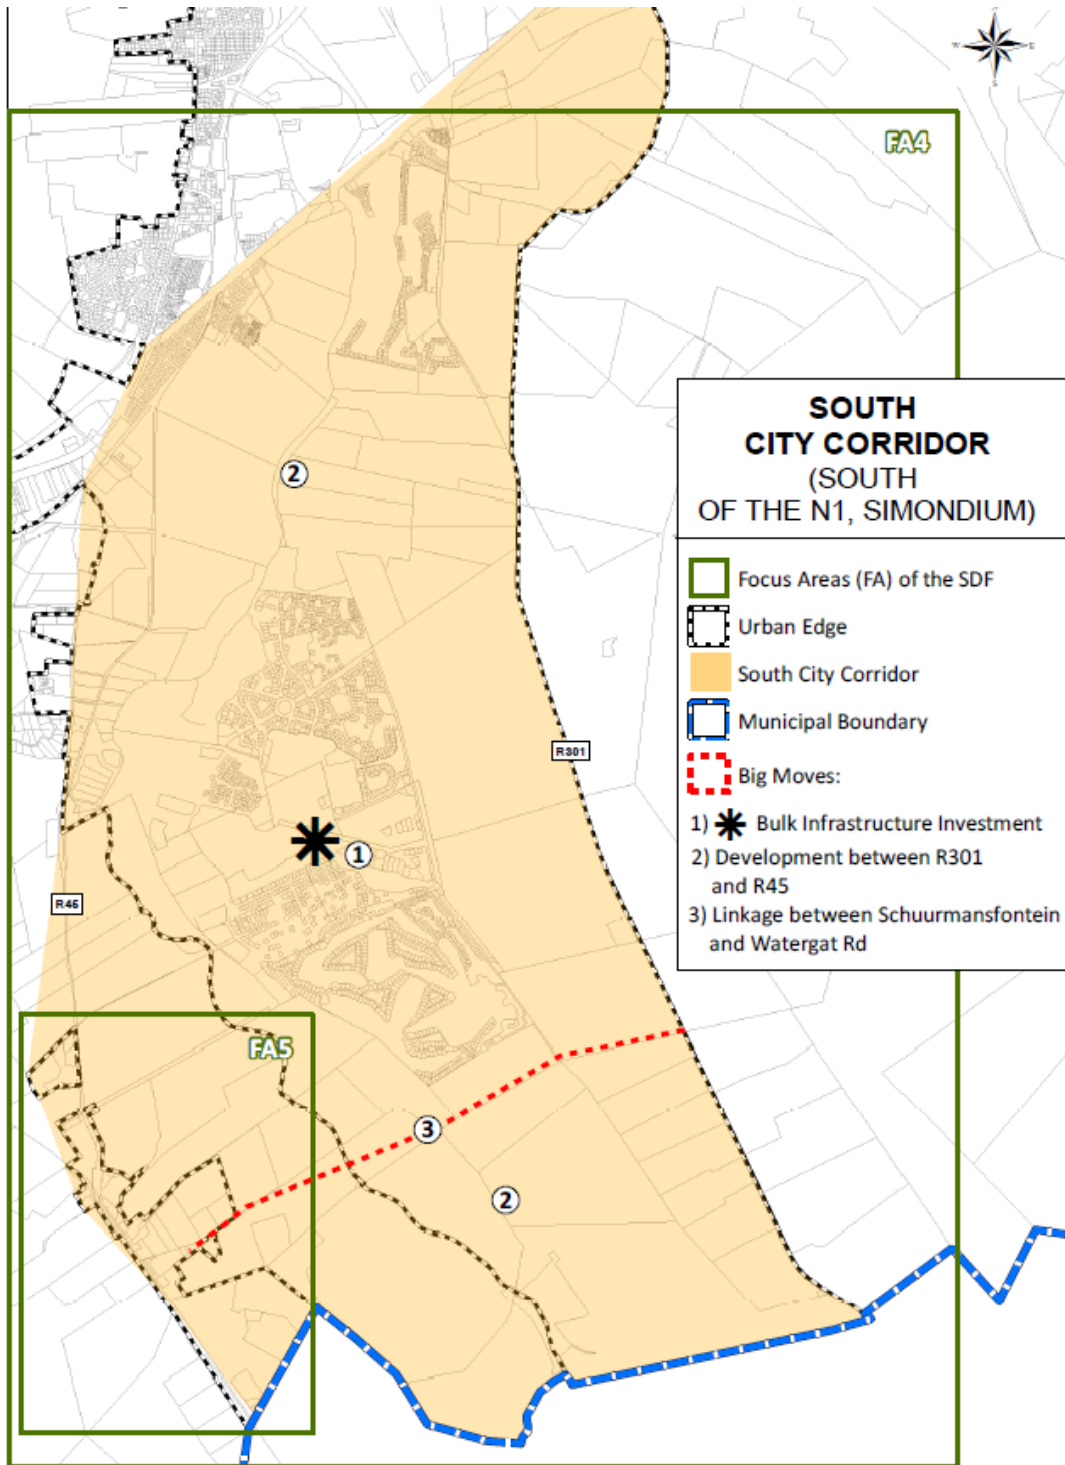 N
W
E
S
FA4
SOUTH
CITY CORRIDOR
(SOUTH
OF THE N1, SIMONDIUM)
Focus Areas (FA) of the SDF
Urban Edge
South City Corridor
Municipal Boundary
Big Moves:
1) Bulk Infrastructure Investment
2) Development between R301
and R45
3) Linkage between Schuurmansfontein
and Watergat Rd
2
R301
1
R45
FA5
3
2